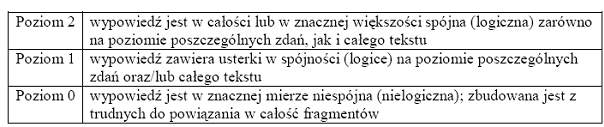 Poziom 2 wypowiedź jest w całości lub w znacznej większości spójna (logiczna) zarówno
na poziomie poszczególnych zdań, jak i całego tekstu
Poziom 1 wypowiedź zawiera usterki w spójności (logice) na poziomie poszczególnych
zdań oraz/lub całego tekstu
Poziom 0 wypowiedź jest w znacznej mierze niespójna (nielogiczna); zbudowana jest z
trudnych do powiązania w całość fragmentów